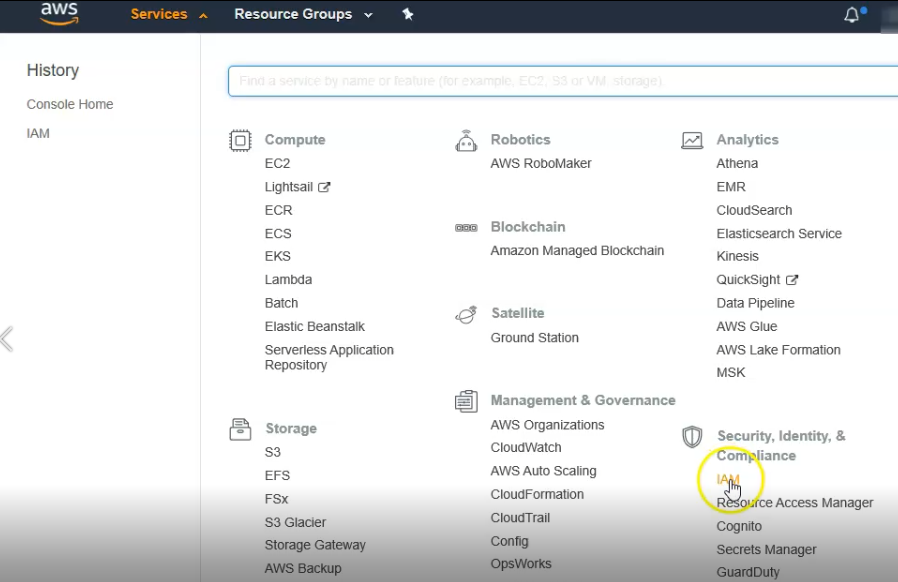 aws
Services
Resource Groups
History
Console Home
IAM
Find a service by name or feature (for example, EC2, S3 or VM, storage).
Compute
EC2
Lightsail
ECR
ECS
EKS
Lambda
Batch
Elastic Beanstalk
Serverless Application
Repository
Storage
S3
EFS
FSx
S3 Glacier
Storage Gateway
AWS Backup
Robotics
AWS RoboMaker
Blockchain
Amazon Managed Blockchain
Satellite
Ground Station
Management & Governance
AWS Organizations
CloudWatch
AWS Auto Scaling
CloudFormation
CloudTrail
Config
OpsWorks
Analytics
Athena
EMR
CloudSearch
Elasticsearch Service
Kinesis
QuickSight
Data Pipeline
AWS Glue
AWS Lake Formation
MSK
Security, Identity, &
Compliance
IAM
Resource Access Manager
Cognito
Secrets Manager
GuardDuty